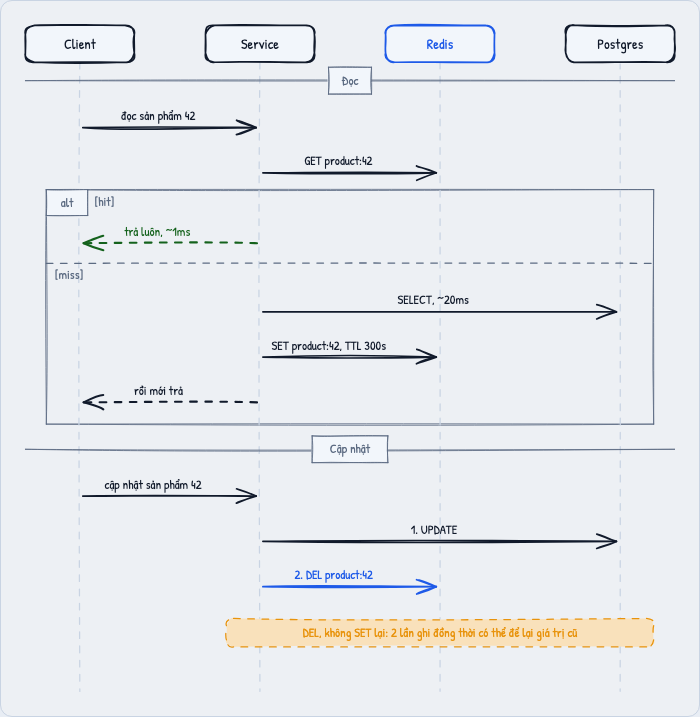 Client
Service
Redis
Postgres
Đọc
đọc sản phẩm 42
GET product:42
alt
[hit]
trả luôn, ~1ms
[miss]
SELECT, ~20ms
SET product:42, TTL 300s
rồi mới trả
Cập nhật
cập nhật sản phẩm 42
1. UPDATE
2. DEL product:42
DEL, không SET lại: 2 lần ghi đồng thời có thể để lại giá trị cũ